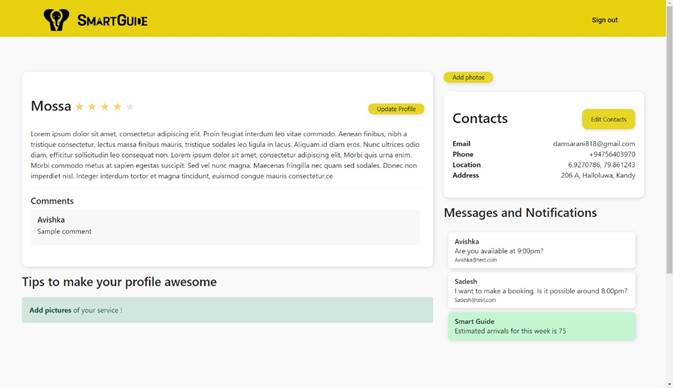 SMARTGUIDE
Sign out
Mossa
Update Profile
Lorem ipsum dolor sit amet, consectetur adipiscing elit. Proin feugiat interdum leo vitae commodo. Aenean finibus, nibh a
tristique consectetur, lectus massa finibus mauris, tristique sodales leo ligula in lacus. Aliquam id diam eros. Nunc ultrices odio
diam, efficitur sollicitudin leo consequat non. Lorem ipsum dolor sit amet, consectetur adipiscing elit. Morbi quis urna enim.
Morbi commodo metus at sapien egestas suscipit. Sed vel nunc magna. Maecenas fringilla nec quam sed sodales. Donec non
imperdiet nisl. Integer interdum tortor et magna tincidunt, euismod congue mauris consectetur.ce
Comments
Avishka
Sample comment
Tips to make your profile awesome
Add pictures of your service !
Add photos
Contacts
Edit Contacts
Email damsarani818@gmail.com
Phone +94756403970
Location 6.9270786, 79.861243
Address 206 A, Halloluwa, Kandy
Messages and Notifications
Avishka
Are you available at 9:00pm?
Avishka@test.com
Sadesh
I want to make a booking. Is it possible around 8.00pm?
Sadesh@test.com
Smart Guide
Estimated arrivals for this week is 75